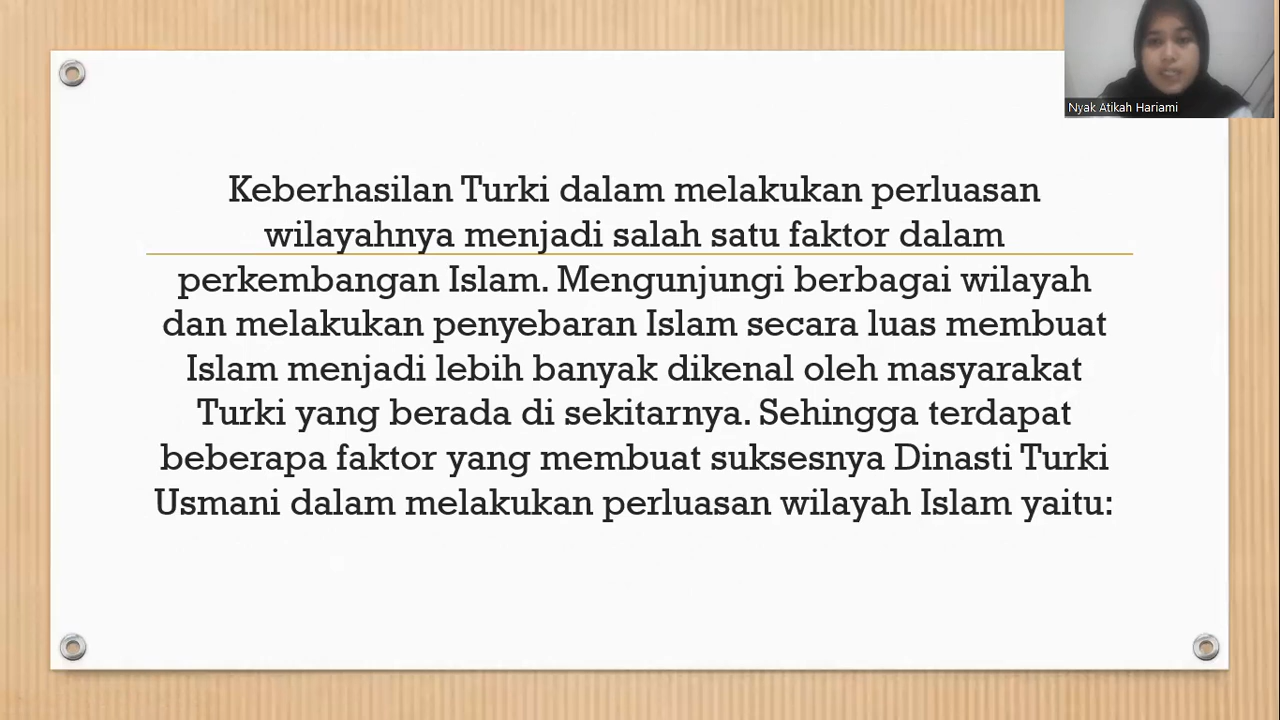 Nyak Atikah Hariami
Keberhasilan Turki dalam melakukan perluasan
wilayahnya menjadi salah satu faktor dalam
perkembangan Islam. Mengunjungi berbagai wilayah
dan melakukan penyebaran Islam secara luas membuat
Islam menjadi lebih banyak dikenal oleh masyarakat
Turki yang berada di sekitarnya. Sehingga terdapat
beberapa faktor yang membuat suksesnya Dinasti Turki
Usmani dalam melakukan perluasan wilayah Islam yaitu: